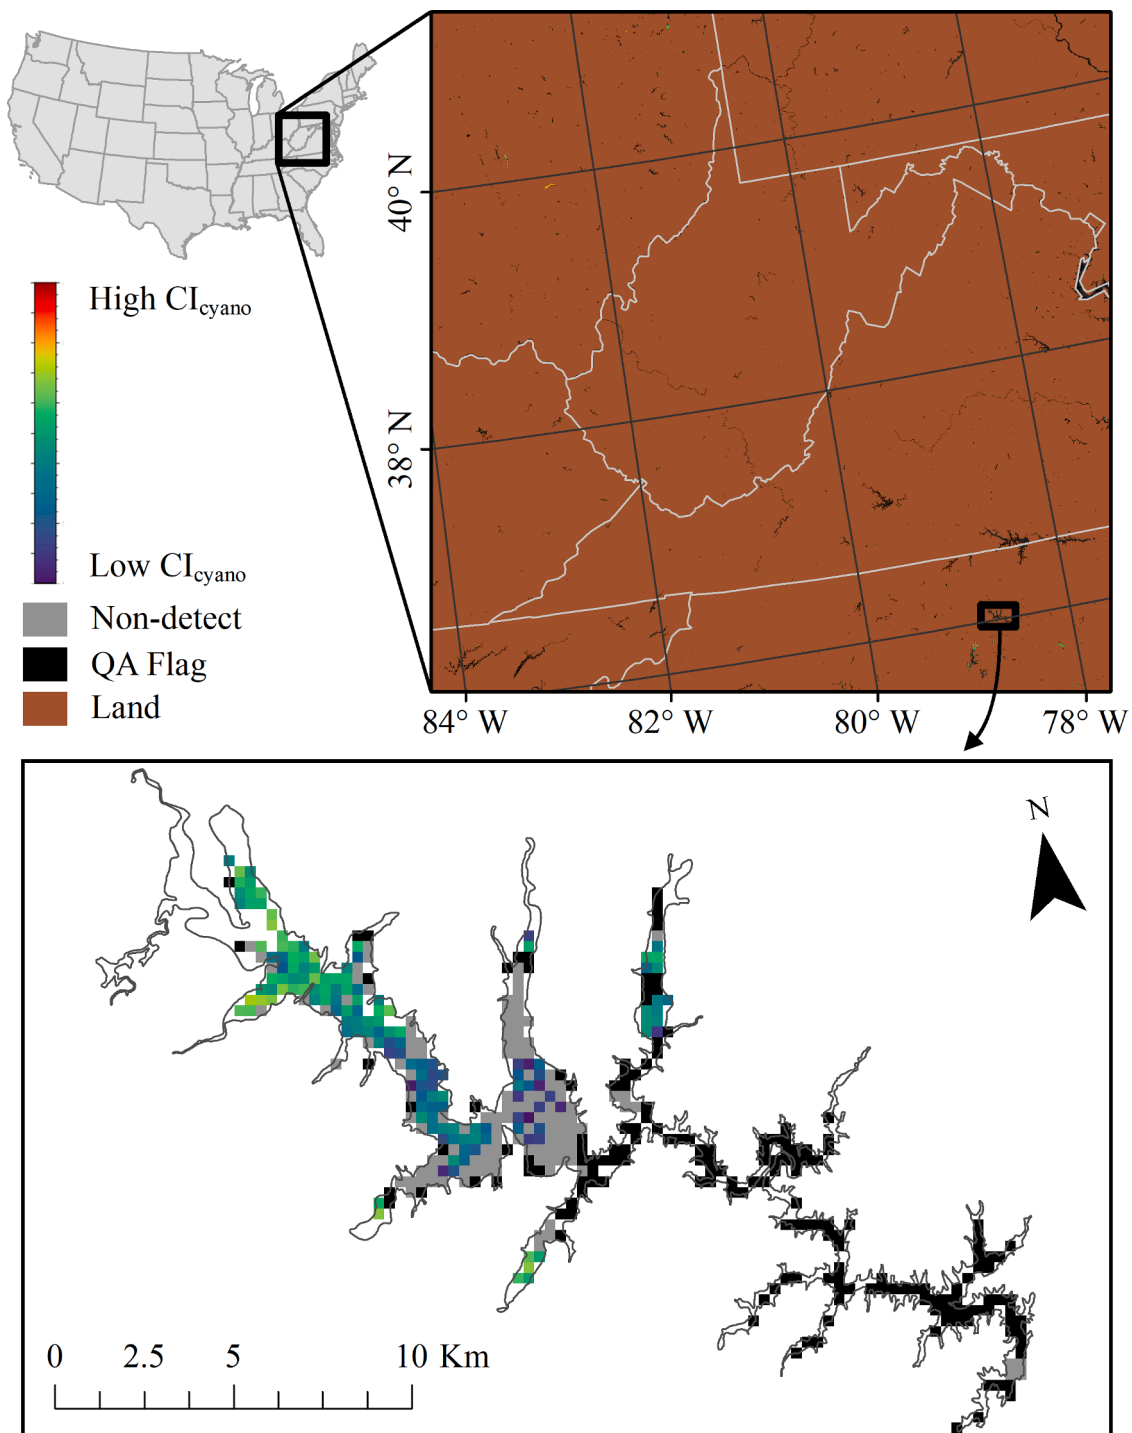 High CIcyano
Low CIcyano
Non-detect
QA Flag
Land
40° N
38° N
84° W
82° W
80° W
78° W
N
0
2.5
5
10 Km